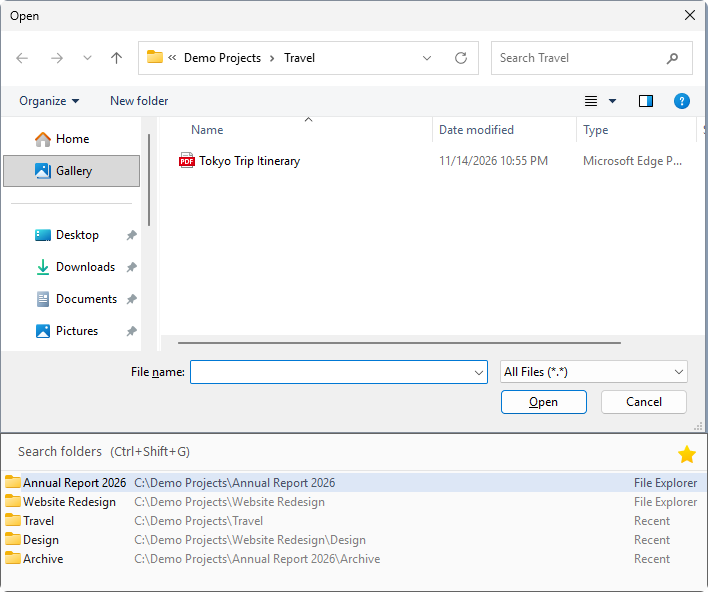 Open
« Demo Projects › Travel
Search Travel
Organize
New folder
?
Home
Gallery
Desktop
Downloads
Documents
Pictures
Name
Date modified
Type
PDF
Tokyo Trip Itinerary
11/14/2026 10:55 PM
Microsoft Edge P...
File name:
All Files (*.*)
Open
Cancel
Search folders (Ctrl+Shift+G)
Annual Report 2026 C:\Demo Projects\Annual Report 2026 File Explorer
Website Redesign C:\Demo Projects\Website Redesign File Explorer
Travel C:\Demo Projects\Travel Recent
Design C:\Demo Projects\Website Redesign\Design Recent
Archive C:\Demo Projects\Annual Report 2026\Archive Recent